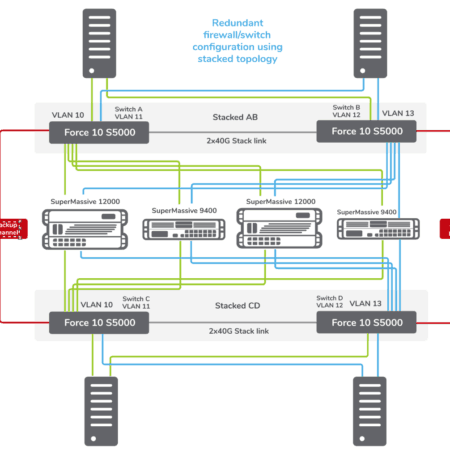 Redundant
firewall/switch
configuration using
stacked topology
VLAN 10
Switch A
VLAN 11
Stacked AB
Switch B
VLAN 12
VLAN 13
Force 10 S5000
2x40G Stack link
Force 10 S5000
SuperMassive 12000
SuperMassive 9400
SuperMassive 12000
SuperMassive 9400
VLAN 10
Switch C
VLAN 11
Stacked CD
Switch D
VLAN 12
VLAN 13
Force 10 S5000
2x40G Stack link
Force 10 S5000